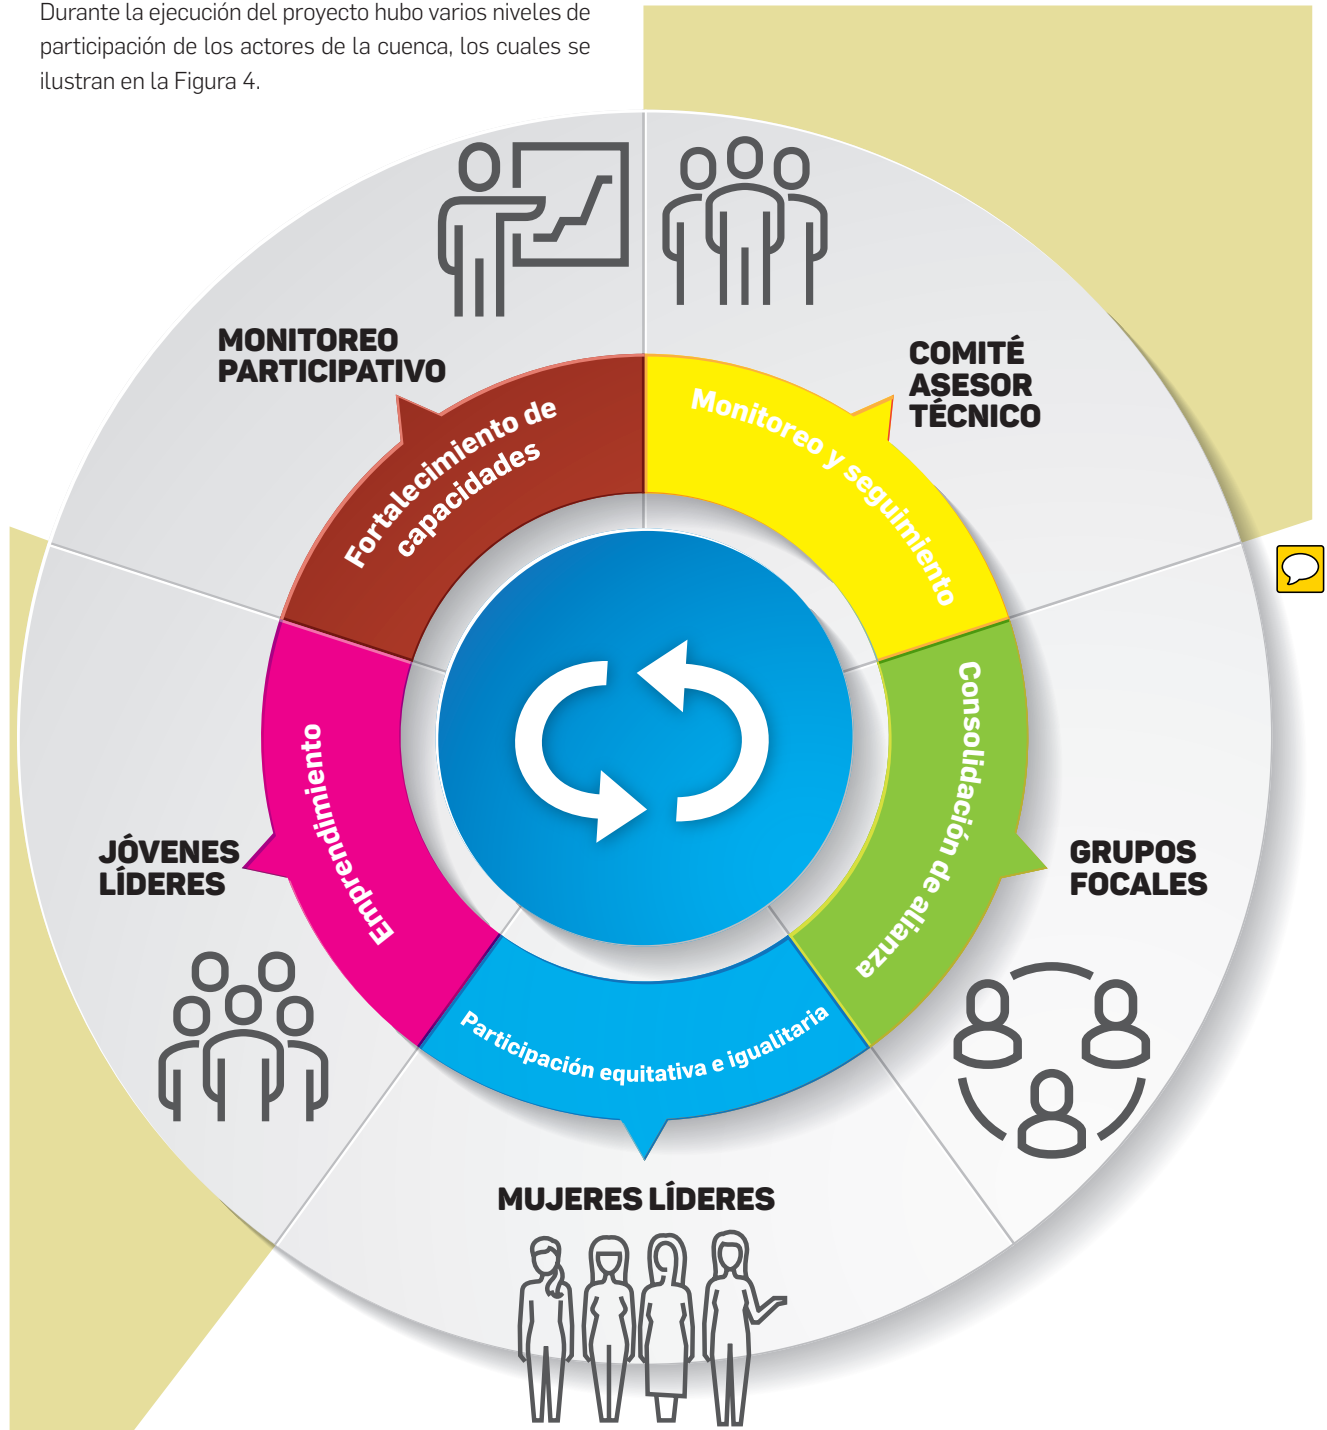 Durante la ejecución del proyecto hubo varios niveles de
participación de los actores de la cuenca, los cuales se
ilustran en la Figura 4.
MONITOREO
PARTICIPATIVO
COMITÉ
ASESOR
TÉCNICO
Fortalecimiento de
capacidades
Monitoreo y seguimiento
Emprendimiento
Consolidación de alianza
JÓVENES
LÍDERES
GRUPOS
FOCALES
Participación equitativa e igualitaria
MUJERES LÍDERES